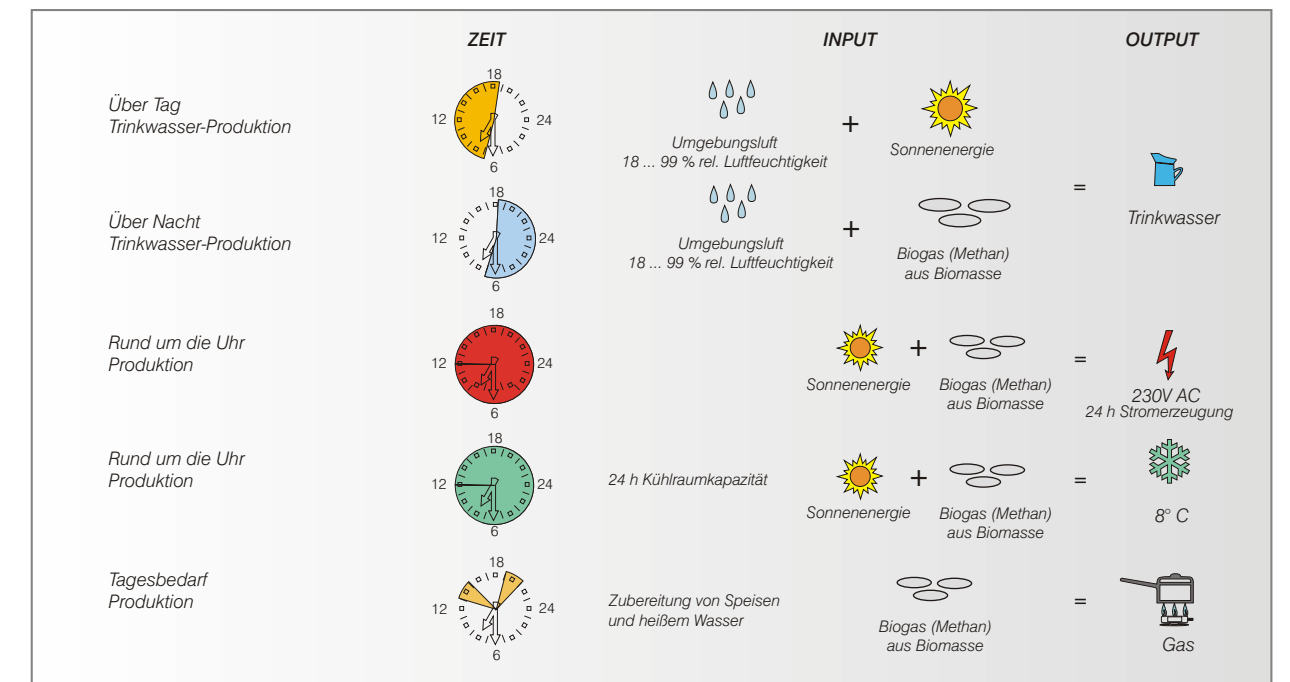 ZEIT
INPUT
OUTPUT
Über Tag
Trinkwasser-Produktion
18
12
24
6
Umgebungsluft
18 ... 99 % rel. Luftfeuchtigkeit
+
Sonnenenergie
=
Trinkwasser
Über Nacht
Trinkwasser-Produktion
18
12
24
6
Umgebungsluft
18 ... 99 % rel. Luftfeuchtigkeit
+
Biogas (Methan)
aus Biomasse
Rund um die Uhr
Produktion
18
12
24
6
Sonnenenergie
+
Biogas (Methan)
aus Biomasse
=
230V AC
24 h Stromerzeugung
Rund um die Uhr
Produktion
18
12
24
6
24 h Kühlraumkapazität
Sonnenenergie
+
Biogas (Methan)
aus Biomasse
=
8° C
Tagesbedarf
Produktion
18
12
24
6
Zubereitung von Speisen
und heißem Wasser
Biogas (Methan)
aus Biomasse
=
Gas